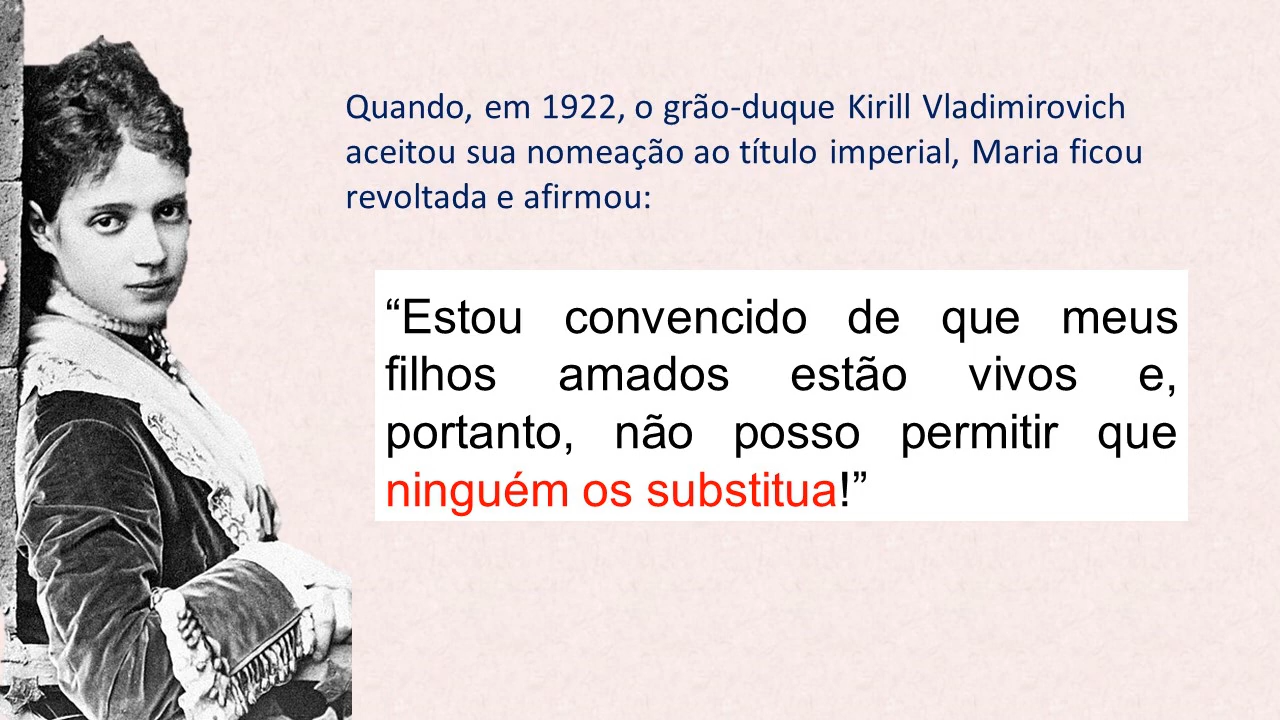 Quando, em 1922, o grão-duque Kirill Vladimirovich
aceitou sua nomeação ao título imperial, Maria ficou
revoltada e afirmou:
“Estou convencido de que meus
filhos amados estão vivos e,
portanto, não posso permitir que
ninguém os substitua!”